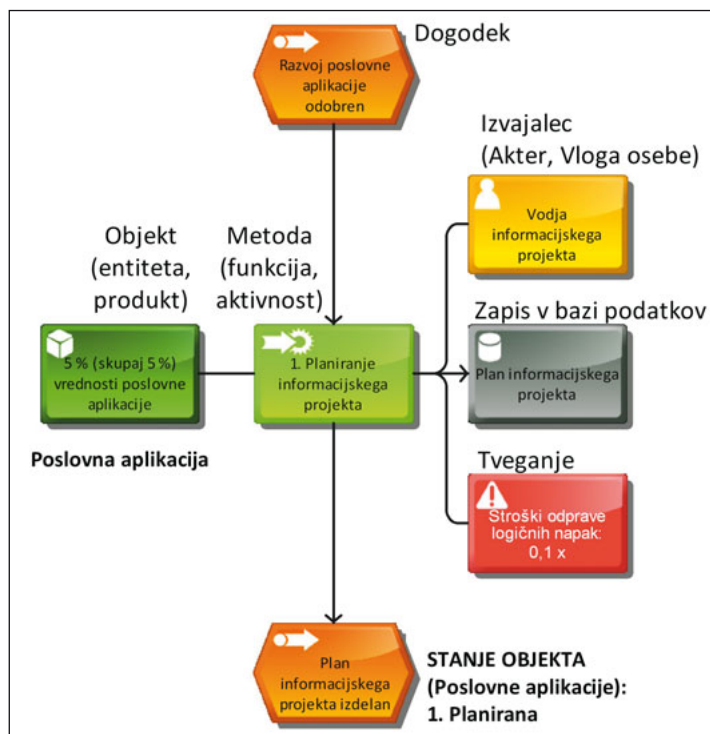 Dogodek
Razvoj poslovne
aplikacije
odobren
Izvajalec
(Akter, Vloga osebe)
Vodja
informacijskega
projekta
Objekt
(entiteta,
produkt)
Metoda
(funkcija,
aktivnost)
Zapis v bazi podatkov
5 % (skupaj 5 %)
vrednosti poslovne
aplikacije
1. Planiranje
informacijskega
projekta
Plan informacijskega
projekta
Poslovna aplikacija
Tveganje
Stroški odprave
logičnih napak:
0,1 x
Plan
informacijskega
projekta izdelan
STANJE OBJEKTA
(Poslovne aplikacije):
1. Planirana